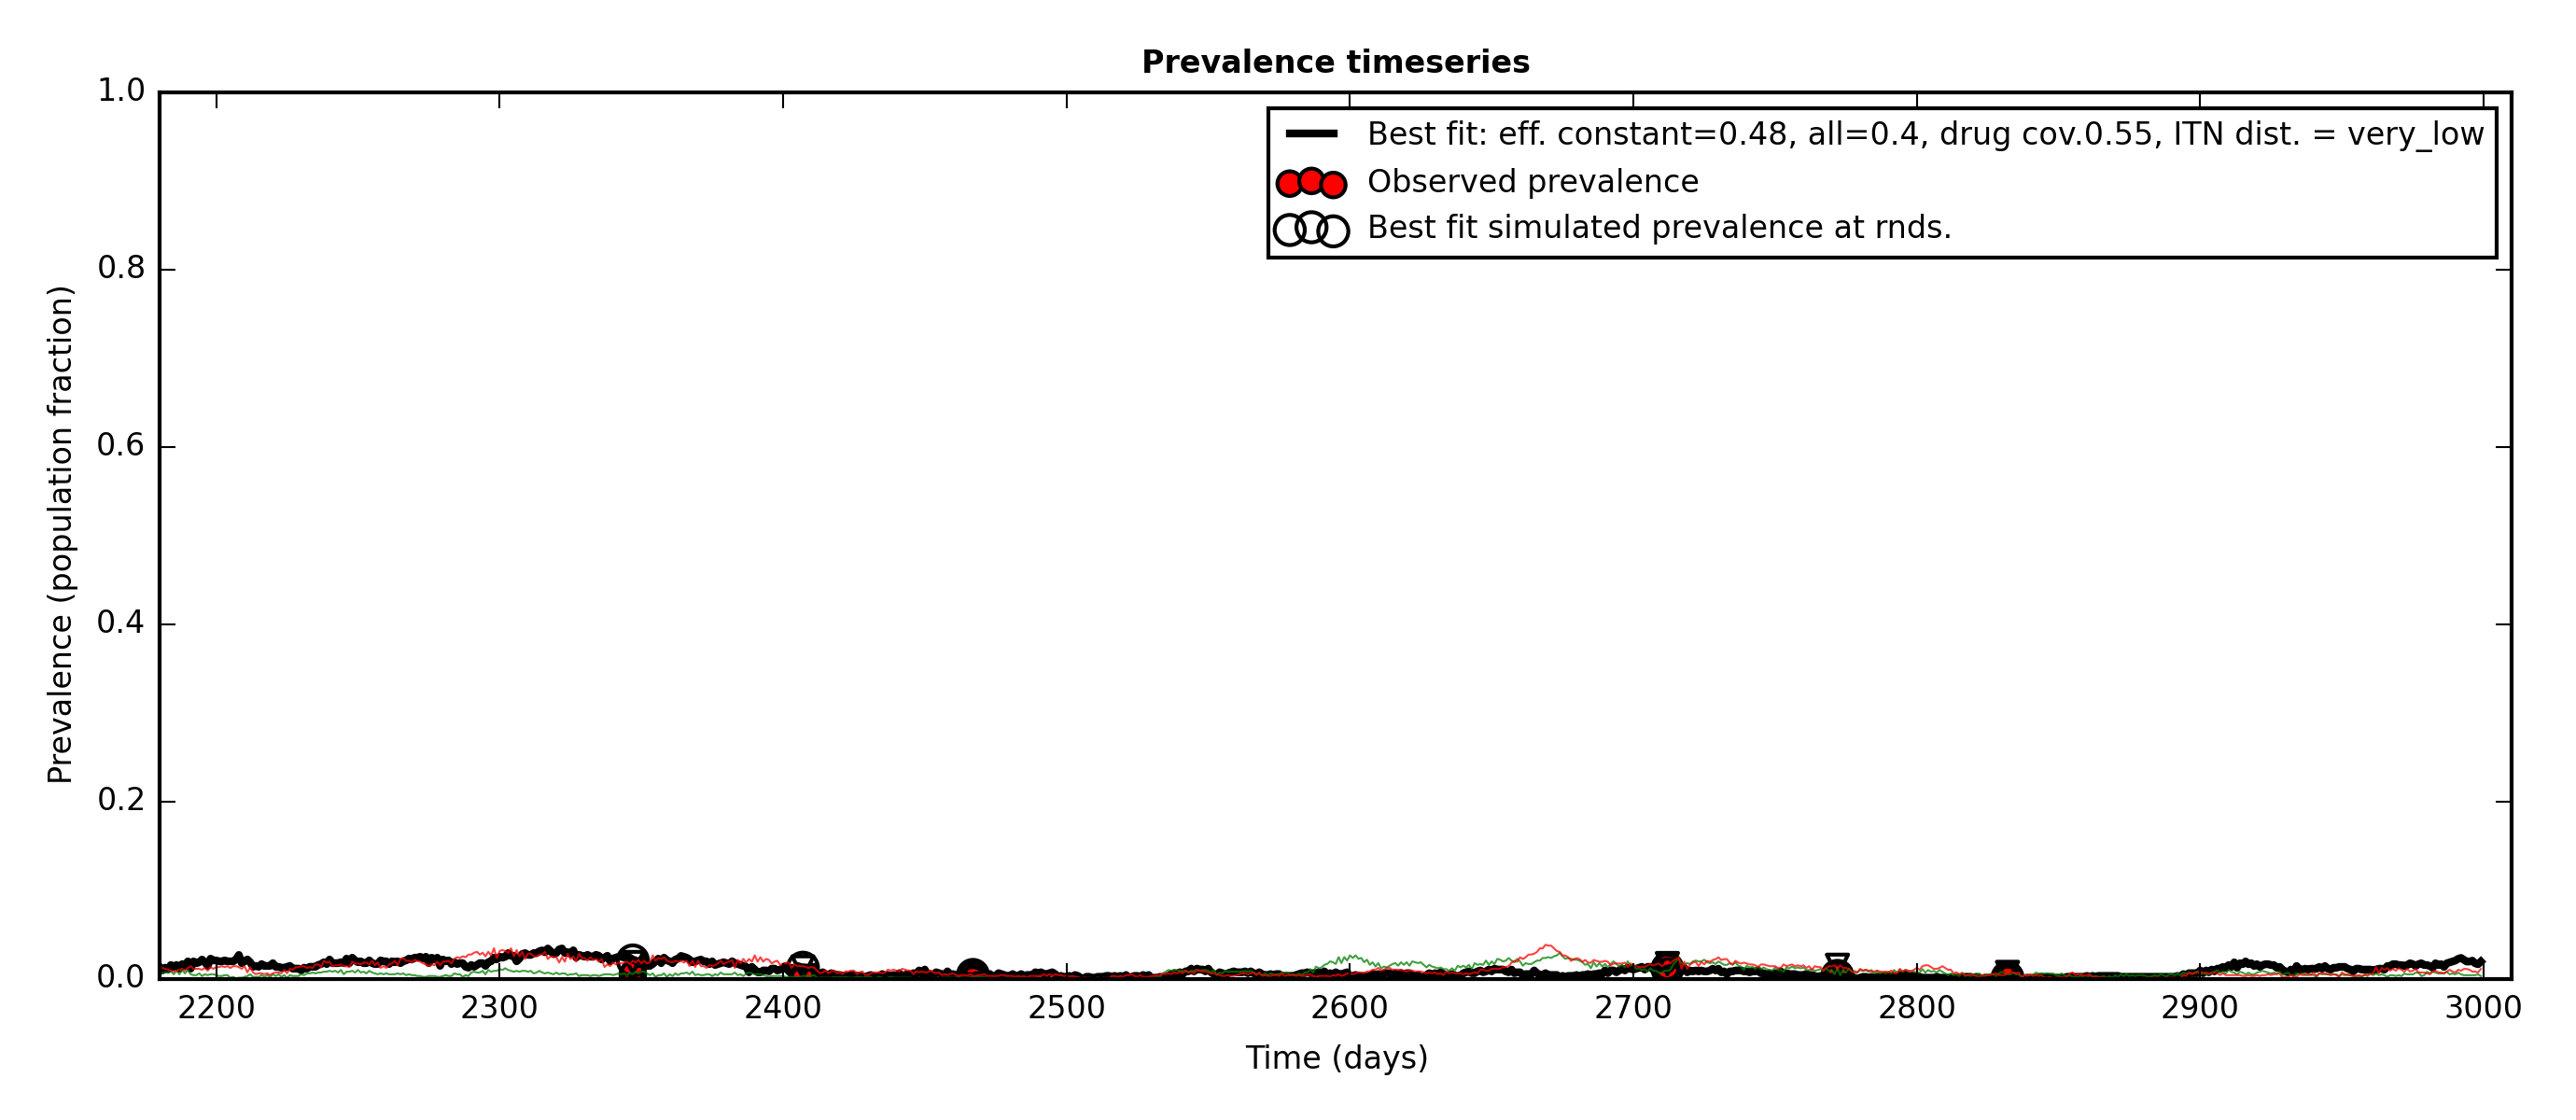 Prevalence timeseries
1.0
0.8
0.6
0.4
0.2
0.0
Prevalence (population fraction)
Best fit: eff. constant=0.48, all=0.4, drug cov.0.55, ITN dist. = very_low
Observed prevalence
Best fit simulated prevalence at rnds.
2200 2300 2400 2500 2600 2700 2800 2900 3000
Time (days)